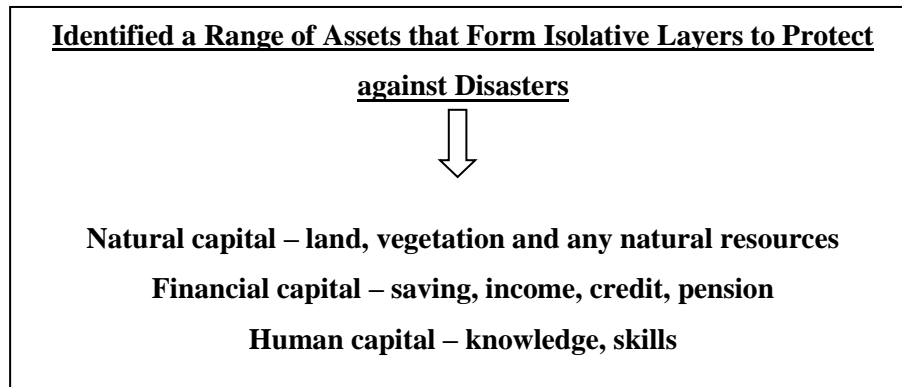 Identified a Range of Assets that Form Isolative Layers to Protect
against Disasters
Natural capital – land, vegetation and any natural resources
Financial capital – saving, income, credit, pension
Human capital – knowledge, skills